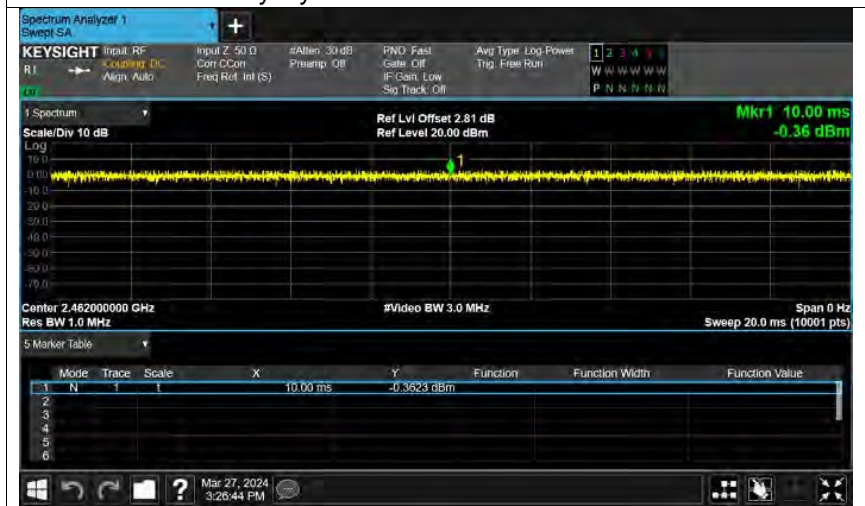 Spectrum Analyzer 1
Swept SA
+
KEYSIGHT Input: RF Input Z: 50 Ω #Atten: 30 dB PNO: Fast Avg Type: Log-Power 1 2 3 4 5 6
RL Coupling: DC Corr CCorr Preamp: Off Gate: Off Trig: Free Run W W W W W W
Align: Auto Freq Ref: Int (S) IF Gain: Low P N N N N N
Sig Track: Off
1 Spectrum Ref Lvl Offset 2.81 dB Mkr1 10.00 ms
Scale/Div 10 dB Ref Level 20.00 dBm -0.36 dBm
Log
1
10.0
0.00
-10.0
-20.0
-30.0
-40.0
-50.0
-60.0
-70.0
Center 2.462000000 GHz #Video BW 3.0 MHz Span 0 Hz
Res BW 1.0 MHz Sweep 20.0 ms (10001 pts)
5 Marker Table
Mode Trace Scale X Y Function Function Width Function Value
1 N 1 t 10.00 ms -0.3623 dBm
2
3
4
5
6
? Mar 27, 2024
3:26:44 PM